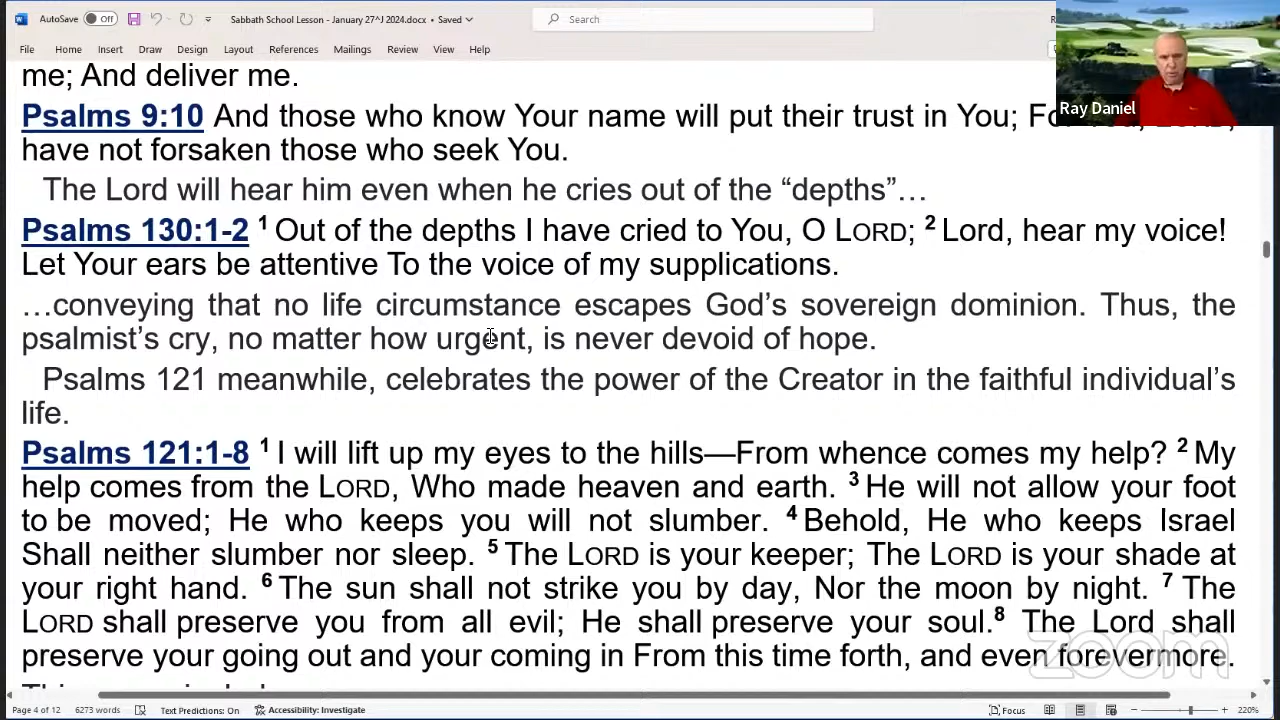 AutoSave Off Sabbath School Lesson - January 27^J 2024.docx • Saved Search
File Home Insert Draw Design Layout References Mailings Review View Help
Ray Daniel
me; And deliver me.
Psalms 9:10 And those who know Your name will put their trust in You;
have not forsaken those who seek You.
The Lord will hear him even when he cries out of the “depths”…
Psalms 130:1-2 1 Out of the depths I have cried to You, O LORD; 2 Lord, hear my voice!
Let Your ears be attentive To the voice of my supplications.
…conveying that no life circumstance escapes God’s sovereign dominion. Thus, the
psalmist’s cry, no matter how urgent, is never devoid of hope.
Psalms 121 meanwhile, celebrates the power of the Creator in the faithful individual’s
life.
Psalms 121:1-8 1 I will lift up my eyes to the hills—From whence comes my help? 2 My
help comes from the LORD, Who made heaven and earth. 3 He will not allow your foot
to be moved; He who keeps you will not slumber. 4 Behold, He who keeps Israel
Shall neither slumber nor sleep. 5 The LORD is your keeper; The LORD is your shade at
your right hand. 6 The sun shall not strike you by day, Nor the moon by night. 7 The
LORD shall preserve you from all evil; He shall preserve your soul.8 The Lord shall
preserve your going out and your coming in From this time forth, and even forevermore.
zoom
Page 4 of 12 6273 words Text Predictions: On Accessibility: Investigate Focus 220%